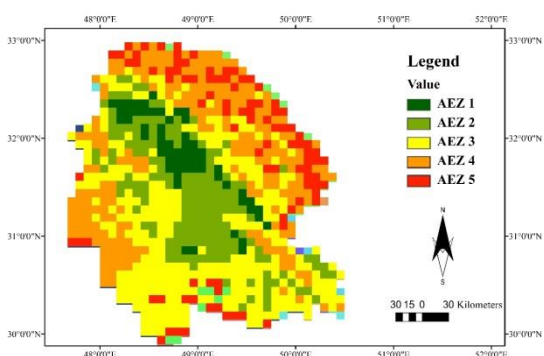 48°0'0"E 49°0'0"E 50°0'0"E 51°0'0"E 52°0'0"E
33°0'0"N 33°0'0"N
Legend
Value
AEZ 1
AEZ 2
32°0'0"N AEZ 3 32°0'0"N
AEZ 4
AEZ 5
N
31°0'0"N 31°0'0"N
S
30 15 0 30 Kilometers
30°0'0"N 30°0'0"N
48°0'0"E 49°0'0"E 50°0'0"E 51°0'0"E 52°0'0"E